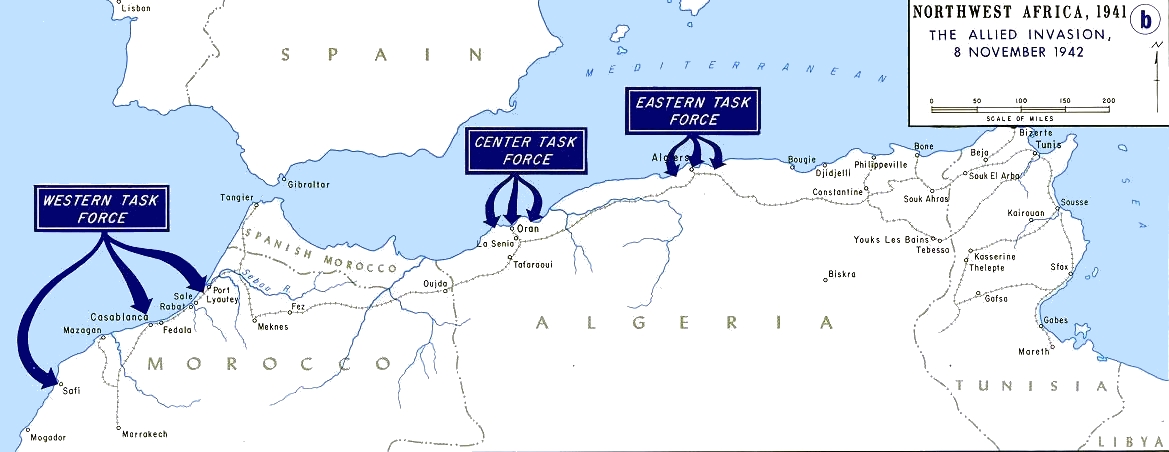 Lisbon
SPAIN
NORTHWEST AFRICA, 1941
b
THE ALLIED INVASION,
8 NOVEMBER 1942
N
0 50 100 150 200
SCALE OF MILES
MEDITERRANEAN
SEA
EASTERN TASK
FORCE
CENTER TASK
FORCE
WESTERN TASK
FORCE
Gibraltar
Tangier
SPANISH MOROCCO
Sebou R
Port
Lyautey
Sale
Rabat
Casablanca
Fedala
Mazagan
Safi
Mogador
Marrakech
Meknes
Fez
Oujda
MOROCCO
Oran
La Senia
Tafaraoui
Algiers
Bougie
Djidjelli
Philippeville
Bone
Constantine
Souk Ahras
Beja
Souk El Arba
Bizerte
Tunis
Youks Les Bains
Tebessa
Biskra
ALGERIA
Sousse
Kairouan
Kasserine
Thelepte
Sfax
Gafsa
Gabes
Mareth
TUNISIA
LIBYA